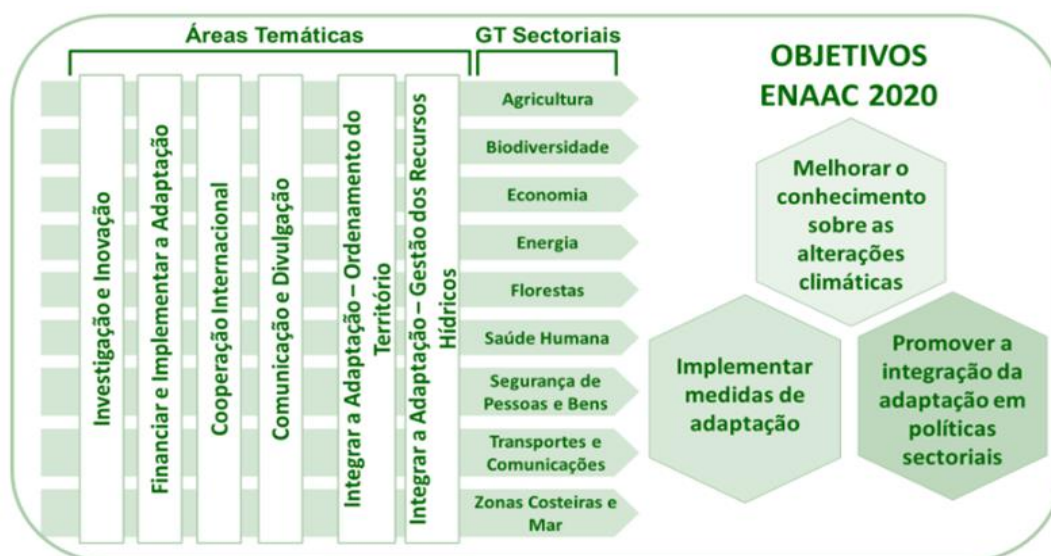 Áreas Temáticas
GT Sectoriais
Investigação e Inovação
Financiar e Implementar a Adaptação
Cooperação Internacional
Comunicação e Divulgação
Integrar a Adaptação – Ordenamento do
Território
Integrar a Adaptação – Gestão dos Recursos
Hídricos
Agricultura
Biodiversidade
Economia
Energia
Florestas
Saúde Humana
Segurança de
Pessoas e Bens
Transportes e
Comunicações
Zonas Costeiras e
Mar
OBJETIVOS
ENAAC 2020
Melhorar o
conhecimento
sobre as
alterações
climáticas
Implementar
medidas de
adaptação
Promover a
integração da
adaptação em
políticas
sectoriais